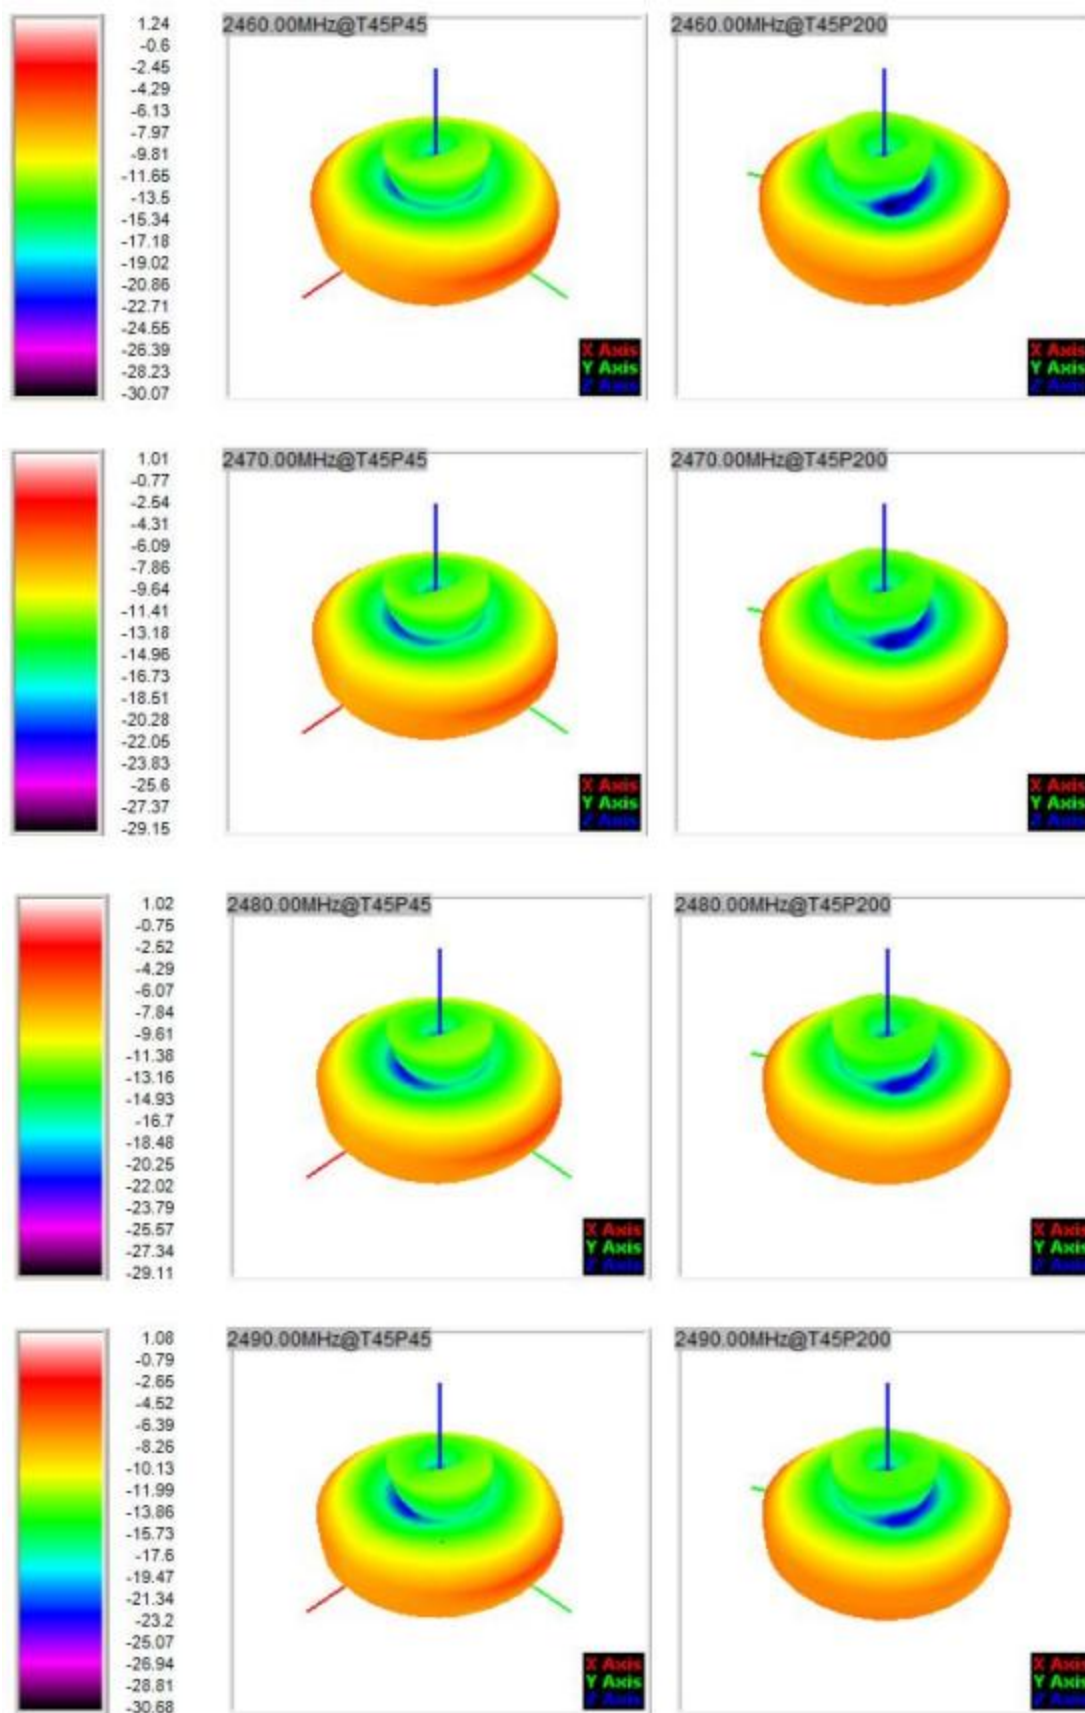 1.24
-0.6
-2.45
-4.29
-6.13
-7.97
-9.81
-11.65
-13.5
-15.34
-17.18
-19.02
-20.86
-22.71
-24.55
-26.39
-28.23
-30.07
2460.00MHz@T45P45
X Axis
Y Axis
Z Axis
2460.00MHz@T45P200
X Axis
Y Axis
Z Axis
1.01
-0.77
-2.54
-4.31
-6.09
-7.86
-9.64
-11.41
-13.18
-14.96
-16.73
-18.51
-20.28
-22.05
-23.83
-25.6
-27.37
-29.15
2470.00MHz@T45P45
X Axis
Y Axis
Z Axis
2470.00MHz@T45P200
X Axis
Y Axis
Z Axis
1.02
-0.75
-2.52
-4.29
-6.07
-7.84
-9.61
-11.38
-13.16
-14.93
-16.7
-18.48
-20.25
-22.02
-23.79
-25.57
-27.34
-29.11
2480.00MHz@T45P45
X Axis
Y Axis
Z Axis
2480.00MHz@T45P200
X Axis
Y Axis
Z Axis
1.08
-0.79
-2.65
-4.52
-6.39
-8.26
-10.13
-11.99
-13.86
-15.73
-17.6
-19.47
-21.34
-23.2
-25.07
-26.94
-28.81
-30.68
2490.00MHz@T45P45
X Axis
Y Axis
Z Axis
2490.00MHz@T45P200
X Axis
Y Axis
Z Axis